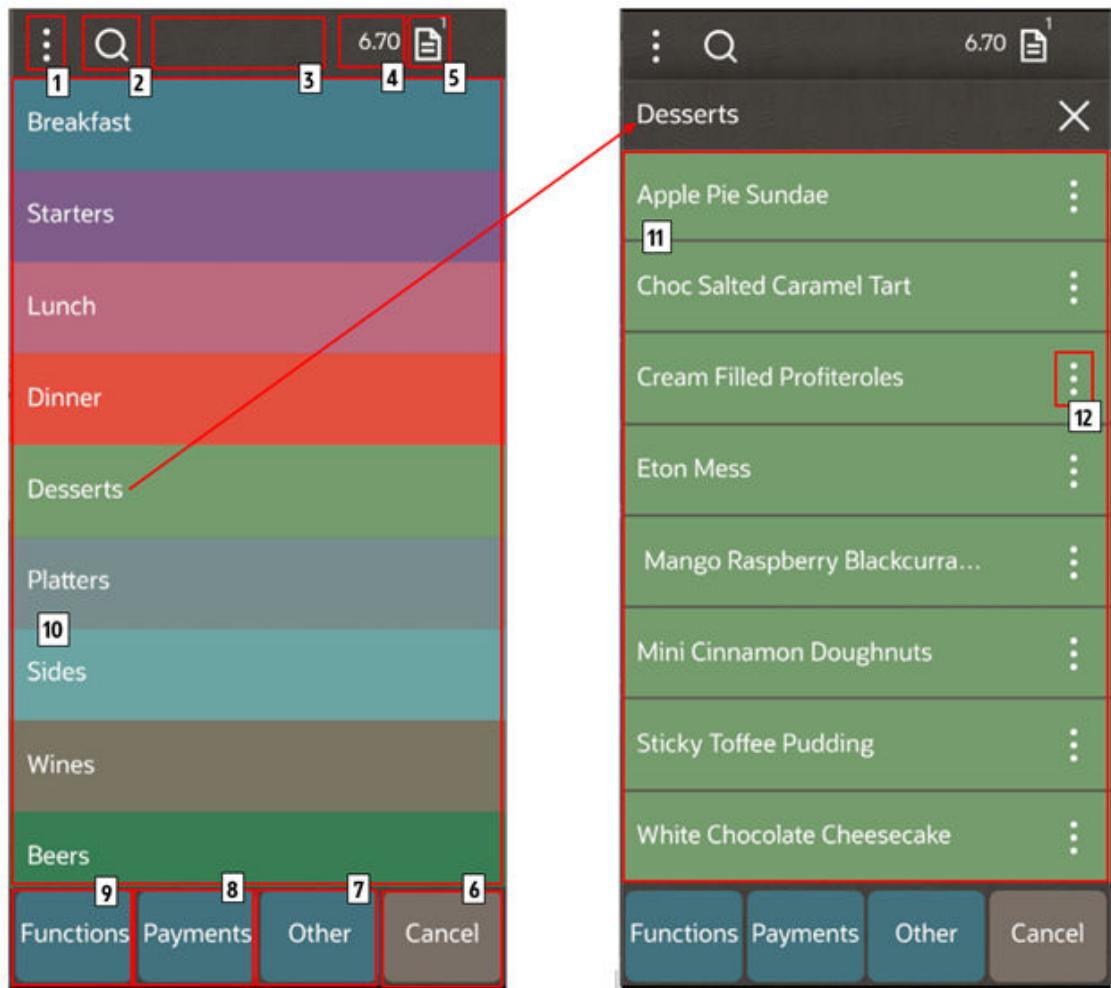 6.70 1
1 2 3 4 5
Breakfast
Starters
Lunch
Dinner
Desserts
Platters
10
Sides
Wines
Beers
9 8 7 6
Functions Payments Other Cancel
6.70 1
Desserts
Apple Pie Sundae
11
Choc Salted Caramel Tart
Cream Filled Profiteroles
12
Eton Mess
Mango Raspberry Blackcurra...
Mini Cinnamon Doughnuts
Sticky Toffee Pudding
White Chocolate Cheesecake
Functions Payments Other Cancel